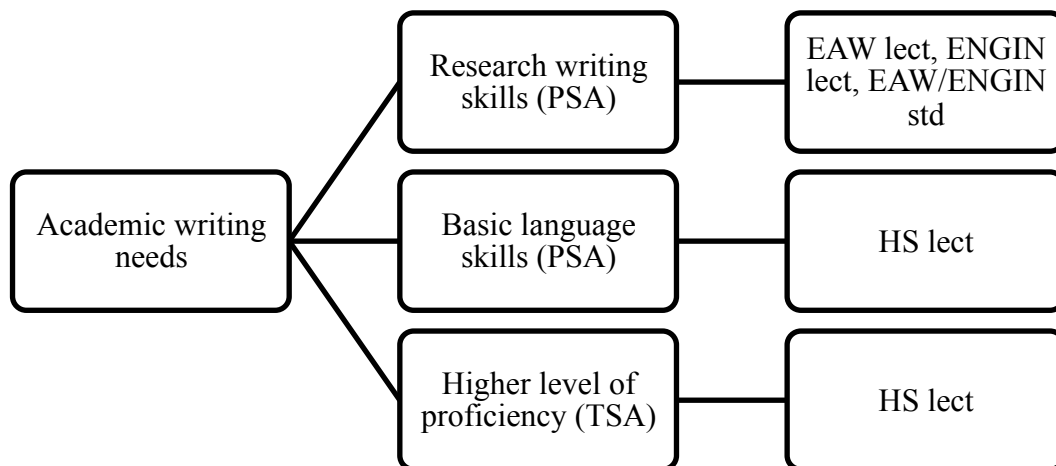 Academic writing
needs
Research writing
skills (PSA)
EAW lect, ENGIN
lect, EAW/ENGIN
std
Basic language
skills (PSA)
HS lect
Higher level of
proficiency (TSA)
HS lect